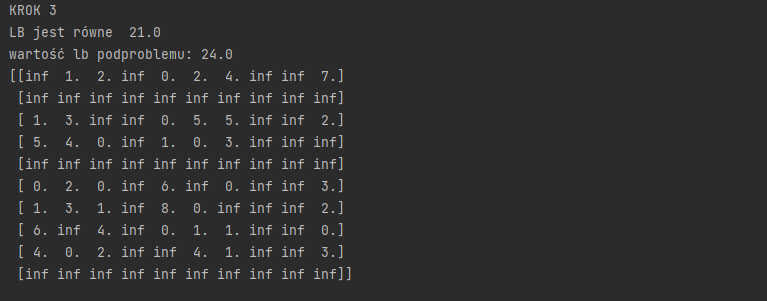 KROK 3
LB jest równe  21.0
wartość lb podproblemu: 24.0
[[inf  1.  2. inf  0.  2.  4. inf inf  7.]
 [inf inf inf inf inf inf inf inf inf inf]
 [ 1.  3. inf inf  0.  5.  5. inf inf  2.]
 [ 5.  4.  0. inf  1.  0.  3. inf inf inf]
 [inf inf inf inf inf inf inf inf inf inf]
 [ 0.  2.  0. inf  6. inf  0. inf inf  3.]
 [ 1.  3.  1. inf  8.  0. inf inf inf  2.]
 [ 6. inf  4. inf  0.  1.  1. inf inf  0.]
 [ 4.  0.  2. inf inf  4.  1. inf inf  3.]
 [inf inf inf inf inf inf inf inf inf inf]]